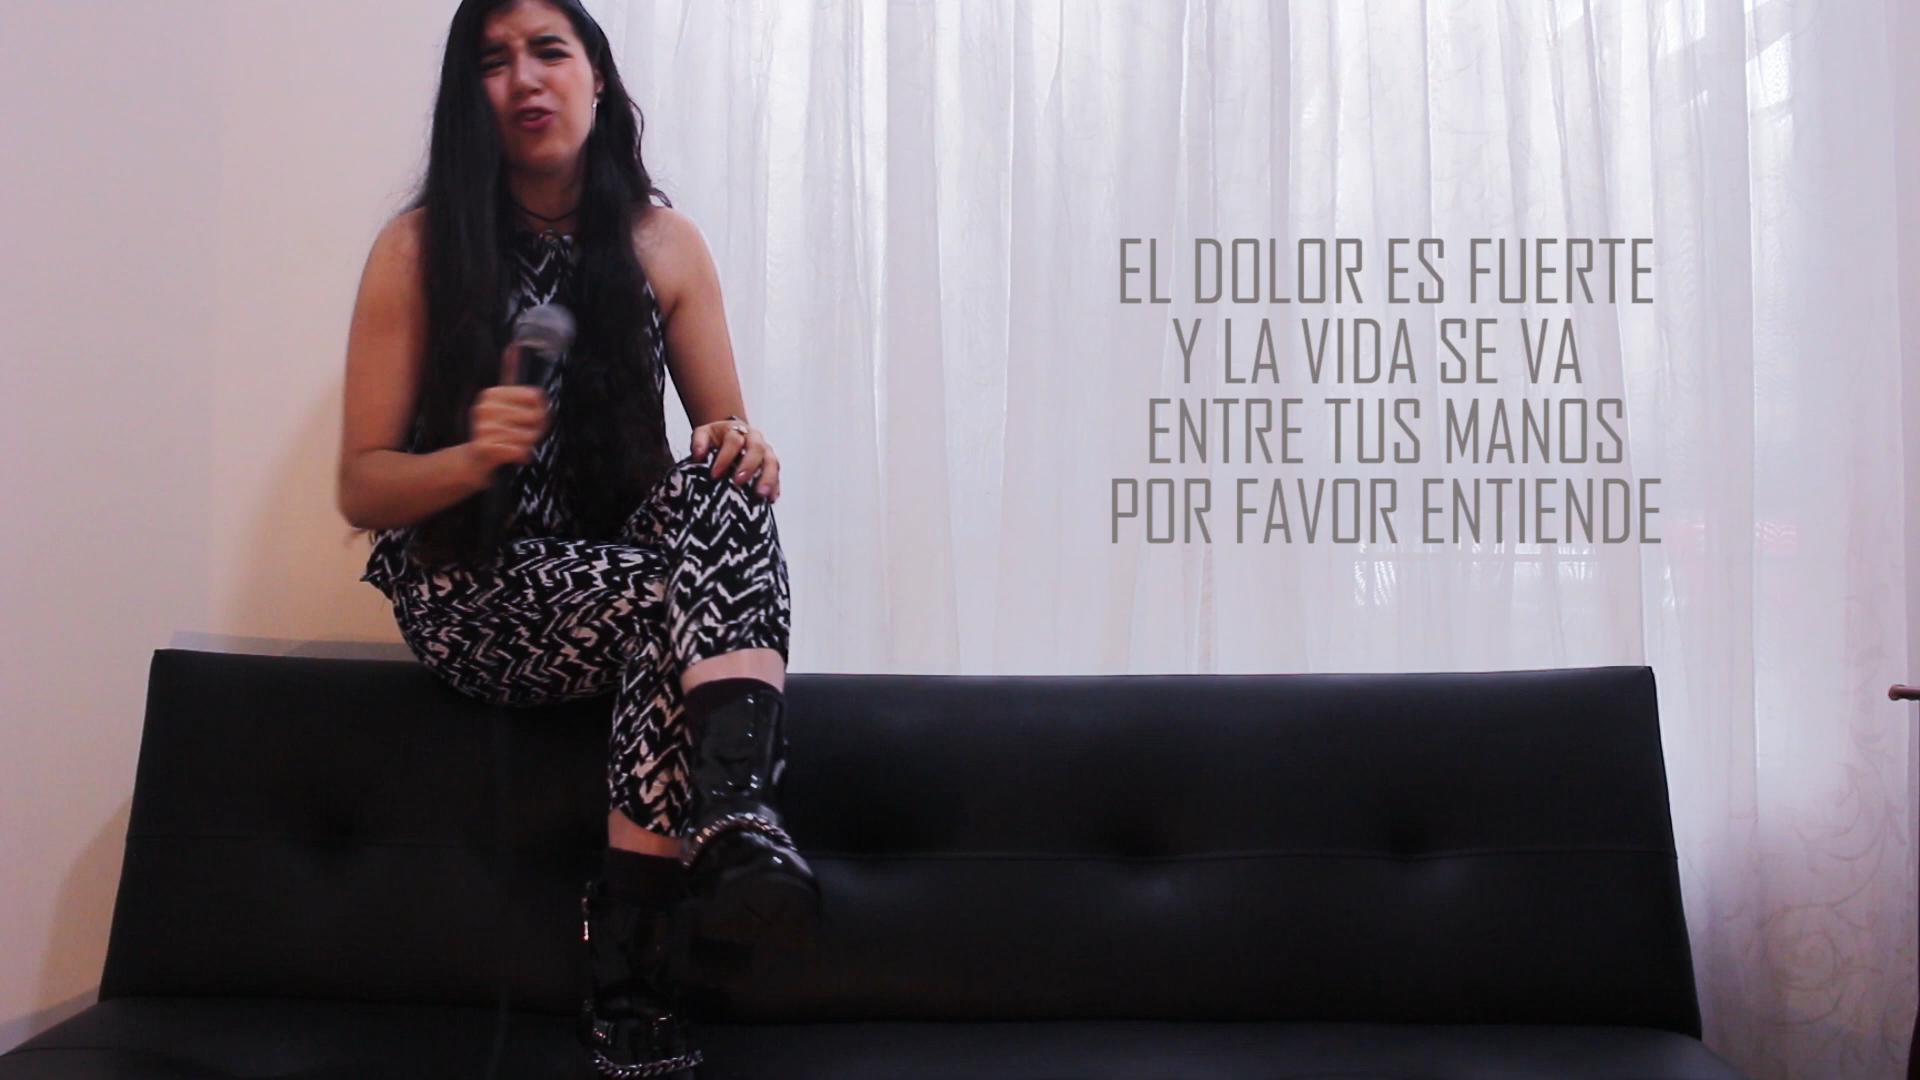 EL DOLOR ES FUERTE
Y LA VIDA SE VA
ENTRE TUS MANOS
POR FAVOR ENTIENDE